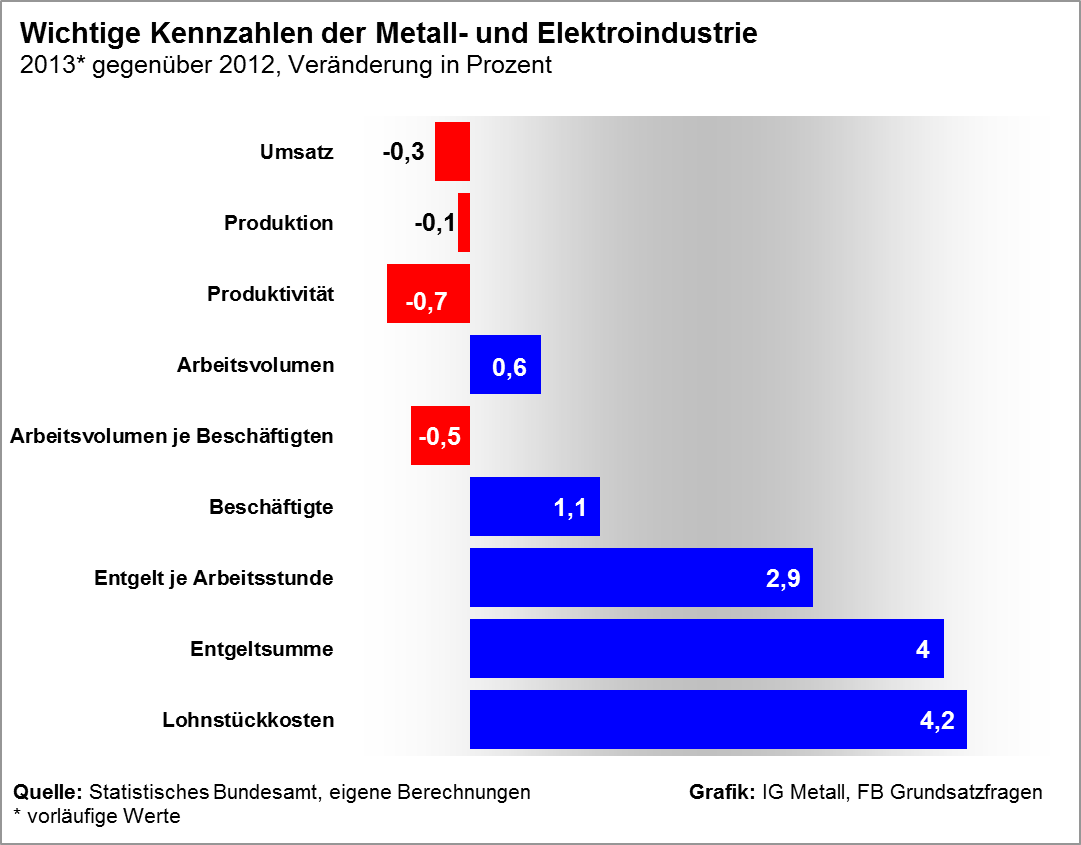 Wichtige Kennzahlen der Metall- und Elektroindustrie
2013* gegenüber 2012, Veränderung in Prozent
Umsatz -0,3
Produktion -0,1
Produktivität -0,7
Arbeitsvolumen 0,6
Arbeitsvolumen je Beschäftigten -0,5
Beschäftigte 1,1
Entgelt je Arbeitsstunde 2,9
Entgeltsumme 4
Lohnstückkosten 4,2
Quelle: Statistisches Bundesamt, eigene Berechnungen Grafik: IG Metall, FB Grundsatzfragen
* vorläufige Werte